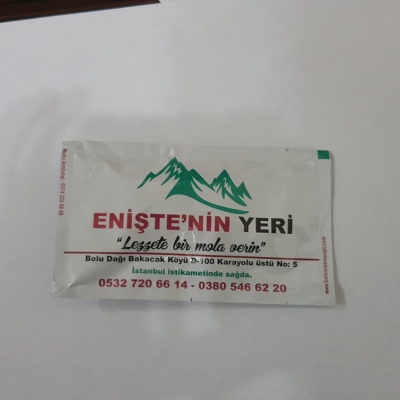 ENİŞTE'NİN YERİ
"Lezzete bir mola verin"
Bolu Dağı Bakacak Köyü D-100 Karayolu üstü No: 5
İstanbul istikametinde sağda.
0532 720 66 14 - 0380 546 62 20